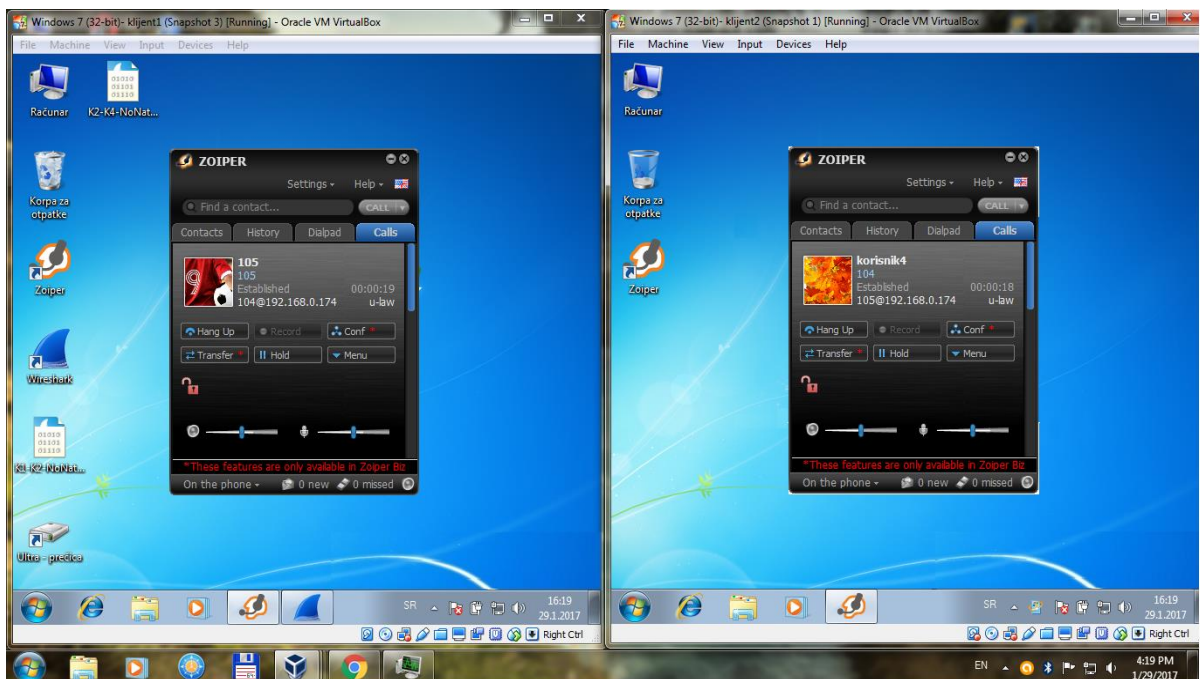 Windows 7 (32-bit)- klijent1 (Snapshot 3) [Running] - Oracle VM VirtualBox
File Machine View Input Devices Help
Računar
K2-K4-NoNat...
Korpa za
otpatke
Zoiper
Wireshark
K1-K2-NoNat...
Ultra - prečica
ZOIPER
Settings Help
Find a contact...
CALL
Contacts History Dialpad Calls
105
105
Established 00:00:19
104@192.168.0.174 u-law
Hang Up Record Conf *
Transfer * Hold Menu
*These features are only available in Zoiper Biz
On the phone 0 new 0 missed
SR
16:19
29.1.2017
Right Ctrl
Windows 7 (32-bit)- klijent2 (Snapshot 1) [Running] - Oracle VM VirtualBox
File Machine View Input Devices Help
Računar
Korpa za
otpatke
Zoiper
ZOIPER
Settings Help
Find a contact...
CALL
Contacts History Dialpad Calls
korisnik4
104
Established 00:00:18
105@192.168.0.174 u-law
Hang Up Record Conf *
Transfer * Hold Menu
*These features are only available in Zoiper Biz
On the phone 0 new 0 missed
SR
16:19
29.1.2017
Right Ctrl
EN
4:19 PM
1/29/2017